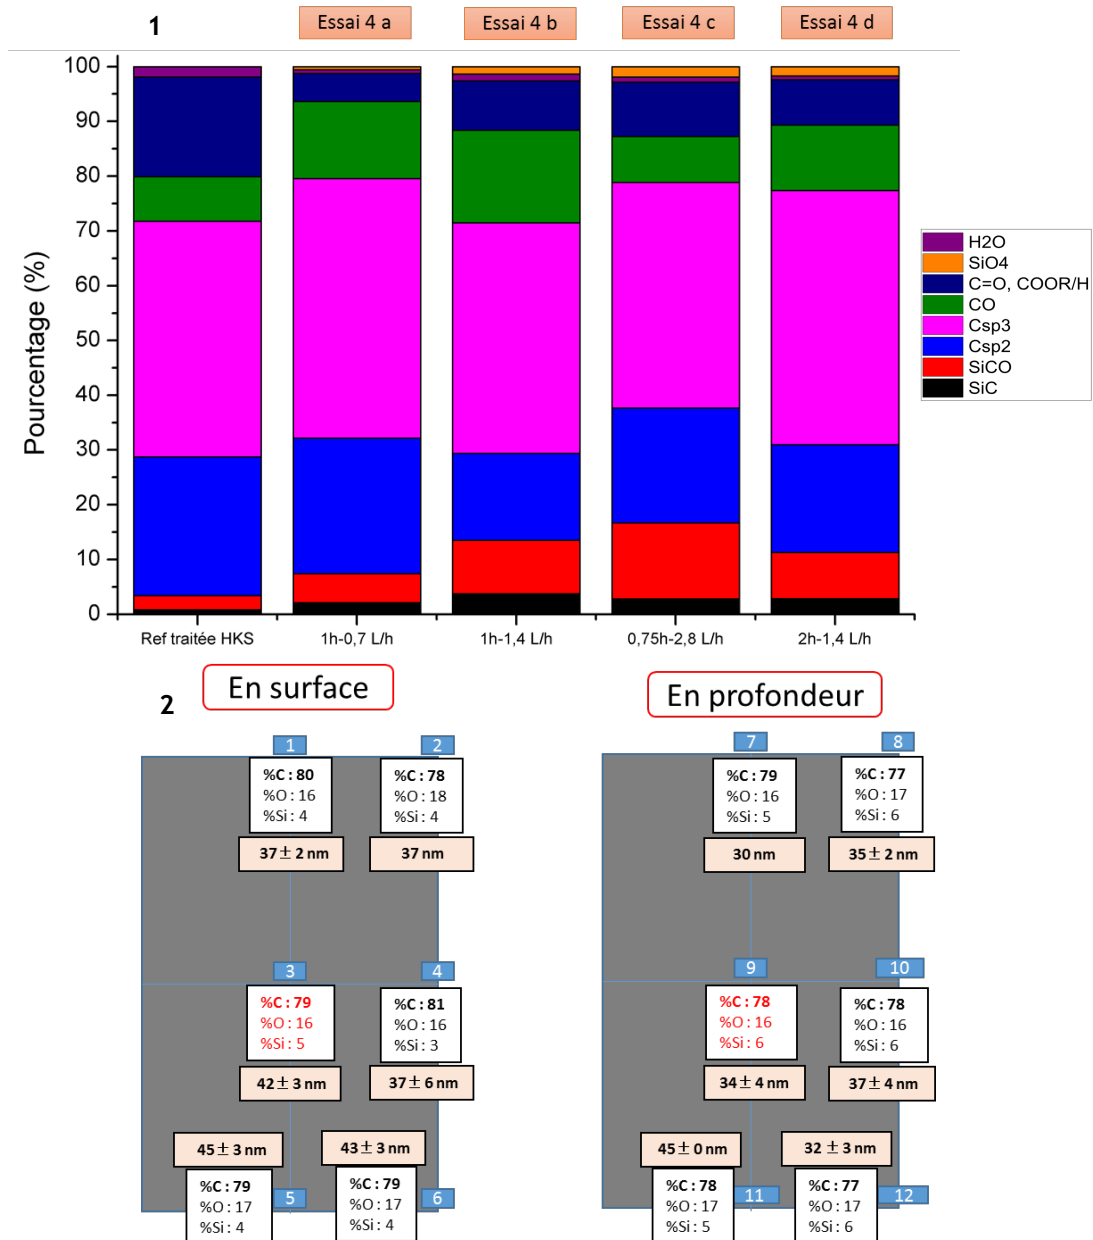 1
Essai 4 a
Essai 4 b
Essai 4 c
Essai 4 d
Pourcentage (%)
100
90
80
70
60
50
40
30
20
10
0
Ref traitée HKS
1h-0,7 L/h
1h-1,4 L/h
0,75h-2,8 L/h
2h-1,4 L/h
H2O
SiO4
C=O, COOR/H
CO
Csp3
Csp2
SiCO
SiC
2
En surface
1
%C : 80
%O : 16
%Si : 4
37 ± 2 nm
2
%C : 78
%O : 18
%Si : 4
37 nm
3
%C : 79
%O : 16
%Si : 5
42 ± 3 nm
4
%C : 81
%O : 16
%Si : 3
37 ± 6 nm
45 ± 3 nm
%C : 79
%O : 17
%Si : 4
5
43 ± 3 nm
%C : 79
%O : 17
%Si : 4
6
En profondeur
7
%C : 79
%O : 16
%Si : 5
30 nm
8
%C : 77
%O : 17
%Si : 6
35 ± 2 nm
9
%C : 78
%O : 16
%Si : 6
34 ± 4 nm
10
%C : 78
%O : 16
%Si : 6
37 ± 4 nm
45 ± 0 nm
%C : 78
%O : 17
%Si : 5
11
32 ± 3 nm
%C : 77
%O : 17
%Si : 6
12